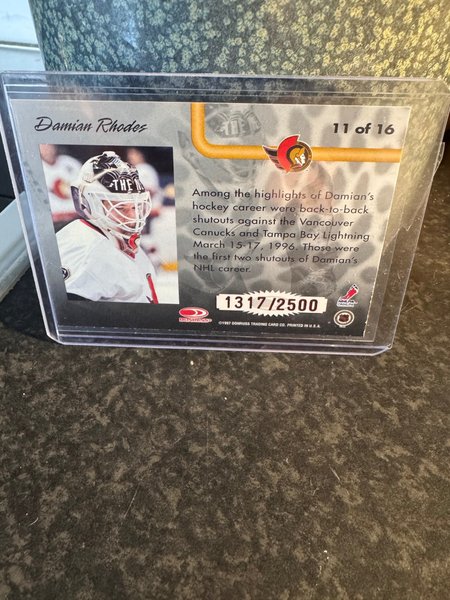 Damian Rhodes
11 of 16
THE
Among the highlights of Damian's
hockey career were back-to-back
shutouts against the Vancouver
Canucks and Tampa Bay Lightning
March 15-17, 1996. Those were
the first two shutouts of Damian's
NHL career.
1317/2500
DONRUSS
©1997 DONRUSS TRADING CARD CO. PRINTED IN U.S.A.